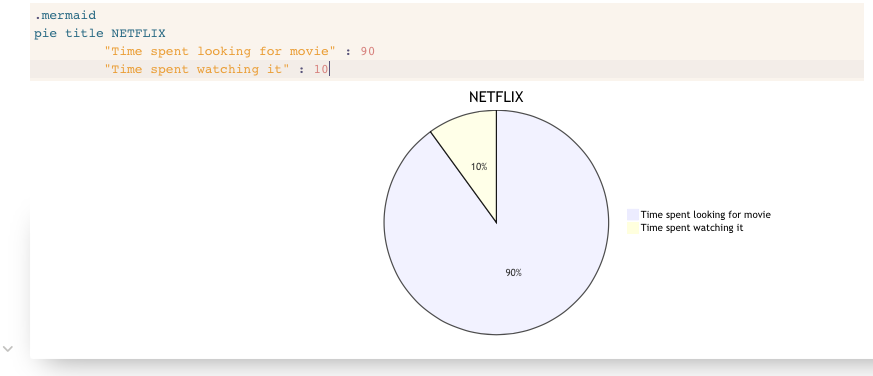 .mermaid
pie title NETFLIX
"Time spent looking for movie" : 90
"Time spent watching it" : 10
NETFLIX
10%
90%
Time spent looking for movie
Time spent watching it